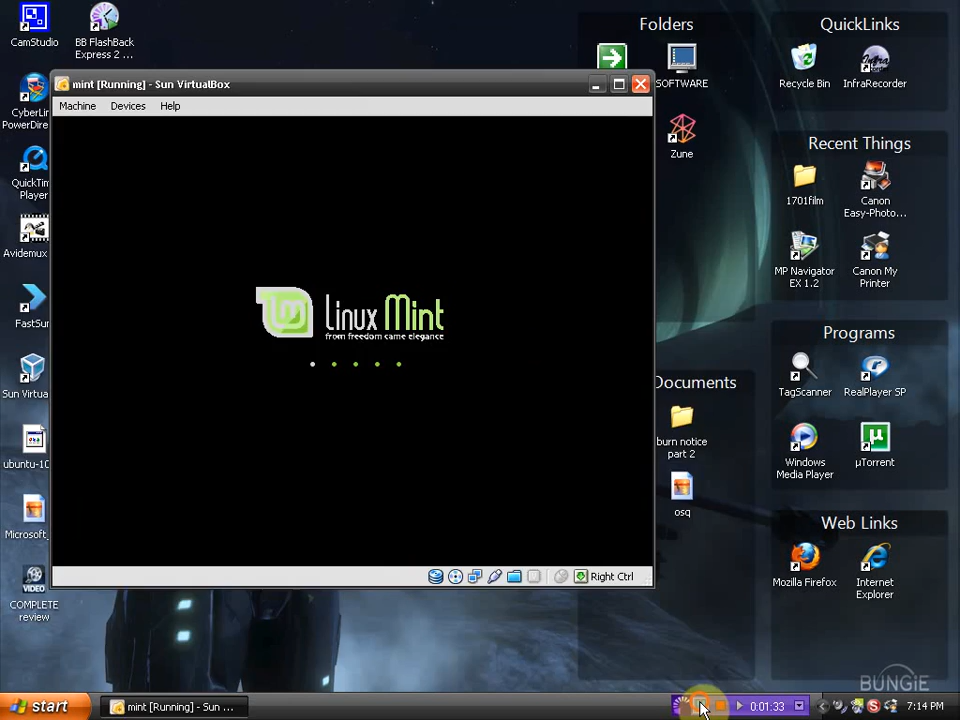 CamStudio
BB FlashBack
Express 2 ...
Folders
QuickLinks
SOFTWARE
Recycle Bin
InfraRecorder
mint [Running] - Sun VirtualBox
Machine
Devices
Help
CyberLin
PowerDire
Zune
Recent Things
1701film
Canon
Easy-Photo...
QuickTim
Player
Avidemux
MP Navigator
EX 1.2
Canon My
Printer
Linux Mint
from freedom came elegance
FastSun
Programs
TagScanner
RealPlayer SP
Sun Virtua
Documents
burn notice
part 2
ubuntu-10
Windows
Media Player
µTorrent
osq
Microsoft_
Web Links
Mozilla Firefox
Internet
Explorer
Right Ctrl
VIDEO
COMPLETE
review
BUNGIE
start
mint [Running] - Sun ...
0:01:33
7:14 PM